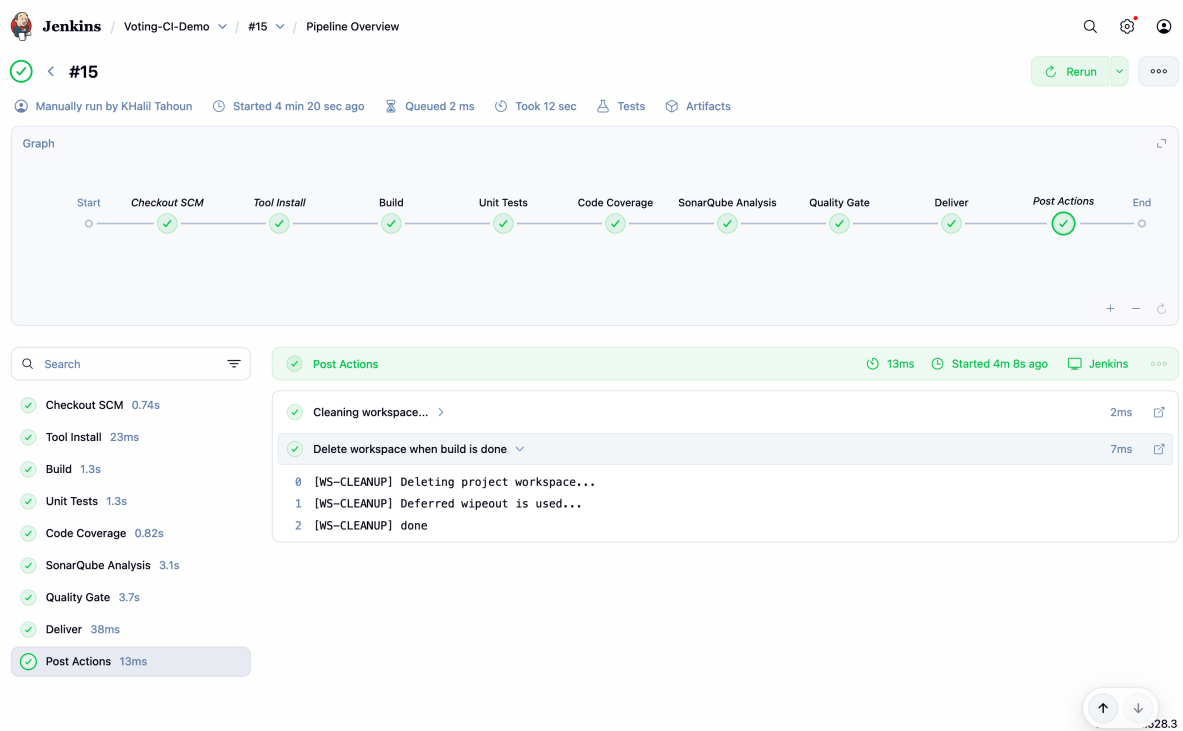 Jenkins / Voting-CI-Demo / #15 / Pipeline Overview
#15
Rerun
Manually run by KHalil Tahoun Started 4 min 20 sec ago Queued 2 ms Took 12 sec Tests Artifacts
Graph
Start Checkout SCM Tool Install Build Unit Tests Code Coverage SonarQube Analysis Quality Gate Deliver Post Actions End
Search
Checkout SCM 0.74s
Tool Install 23ms
Build 1.3s
Unit Tests 1.3s
Code Coverage 0.82s
SonarQube Analysis 3.1s
Quality Gate 3.7s
Deliver 38ms
Post Actions 13ms
Post Actions 13ms Started 4m 8s ago Jenkins
Cleaning workspace... 2ms
Delete workspace when build is done 7ms
0 [WS-CLEANUP] Deleting project workspace...
1 [WS-CLEANUP] Deferred wipeout is used...
2 [WS-CLEANUP] done